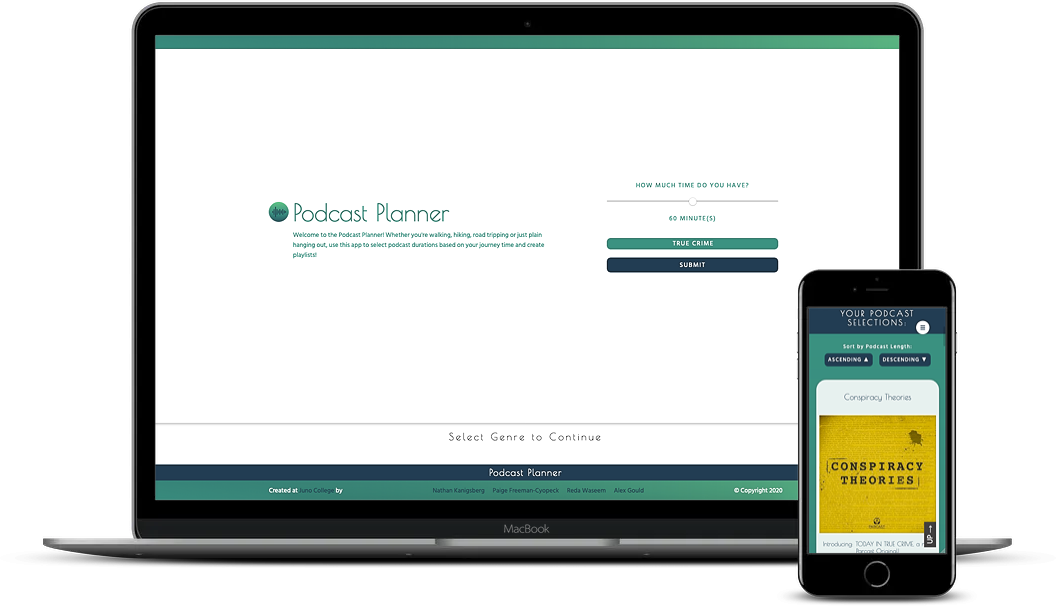 HOW MUCH TIME DO YOU HAVE?
Podcast Planner
60 MINUTE(S)
Welcome to the Podcast Planner! Whether you're walking, hiking, road tripping or just plain
hanging out, use this app to select podcast durations based on your journey time and create
playlists!
TRUE CRIME
SUBMIT
Select Genre to Continue
Podcast Planner
Created at Juno College by
Nathan Kanigsberg Paige Freeman-Cyopeck Reda Waseem Alex Gould
© Copyright 2020
MacBook
YOUR PODCAST
SELECTIONS:
Sort by Podcast Length:
ASCENDING ▲ DESCENDING ▼
Conspiracy Theories
CONSPIRACY
THEORIES
Introducing: TODAY IN TRUE CRIME, a
Parcast Original!